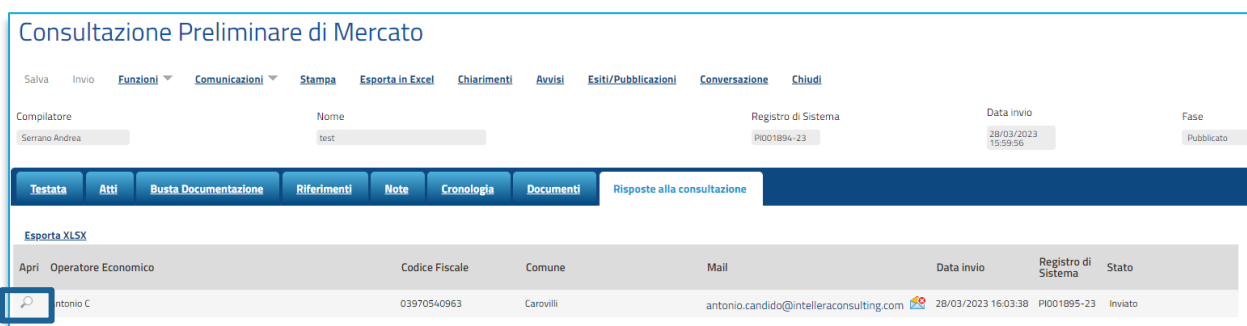 Consultazione Preliminare di Mercato
Salva Invio Funzioni Comunicazioni Stampa Esporta in Excel Chiarimenti Avvisi Esiti/Pubblicazioni Conversazione Chiudi
Compilatore Nome Registro di Sistema Data invio Fase
Serrano Andrea test PI001894-23 28/03/2023 15:59:56 Pubblicato
Testata Atti Busta Documentazione Riferimenti Note Cronologia Documenti Risposte alla consultazione
Esporta XLSX
Apri Operatore Economico Codice Fiscale Comune Mail Data invio Registro di Sistema Stato
ntonio C 03970540963 Carovilli antonio.candido@intelleraconsulting.com 28/03/2023 16:03:38 PI001895-23 Inviato